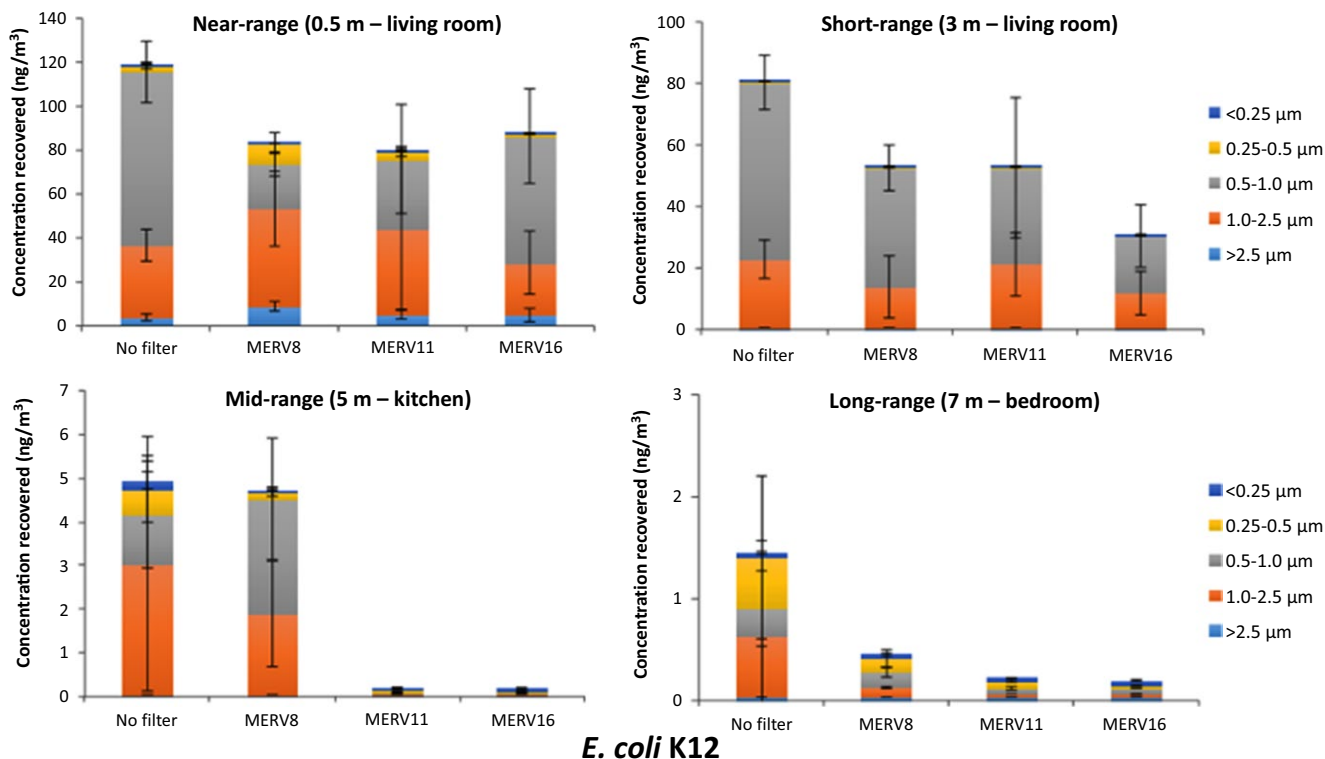 Near-range (0.5 m – living room)
Concentration recovered (ng/m³)
140
120
100
80
60
40
20
0
No filter MERV8 MERV11 MERV16
Short-range (3 m – living room)
Concentration recovered (ng/m³)
100
80
60
40
20
0
No filter MERV8 MERV11 MERV16
<0.25 µm
0.25-0.5 µm
0.5-1.0 µm
1.0-2.5 µm
>2.5 µm
Mid-range (5 m – kitchen)
Concentration recovered (ng/m³)
7
6
5
4
3
2
1
0
No filter MERV8 MERV11 MERV16
Long-range (7 m – bedroom)
Concentration recovered (ng/m³)
3
2
1
0
No filter MERV8 MERV11 MERV16
<0.25 µm
0.25-0.5 µm
0.5-1.0 µm
1.0-2.5 µm
>2.5 µm
E. coli K12